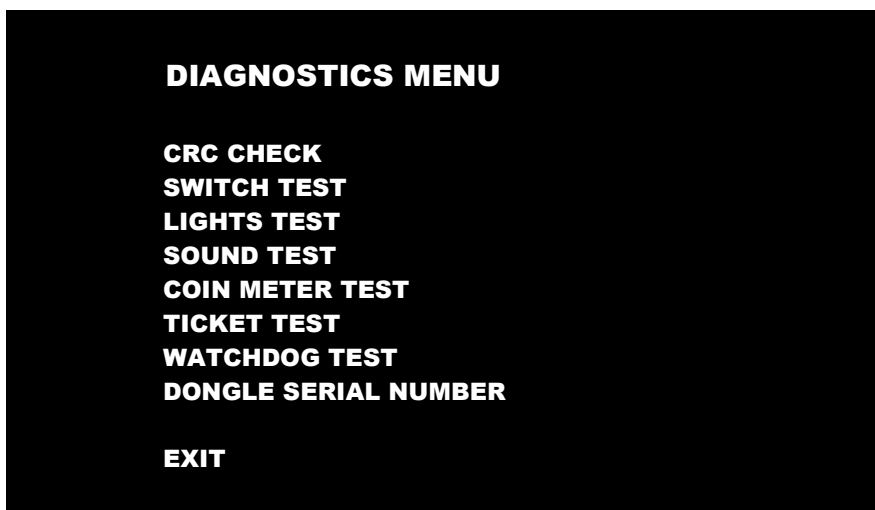 DIAGNOSTICS MENU
CRC CHECK
SWITCH TEST
LIGHTS TEST
SOUND TEST
COIN METER TEST
TICKET TEST
WATCHDOG TEST
DONGLE SERIAL NUMBER
EXIT